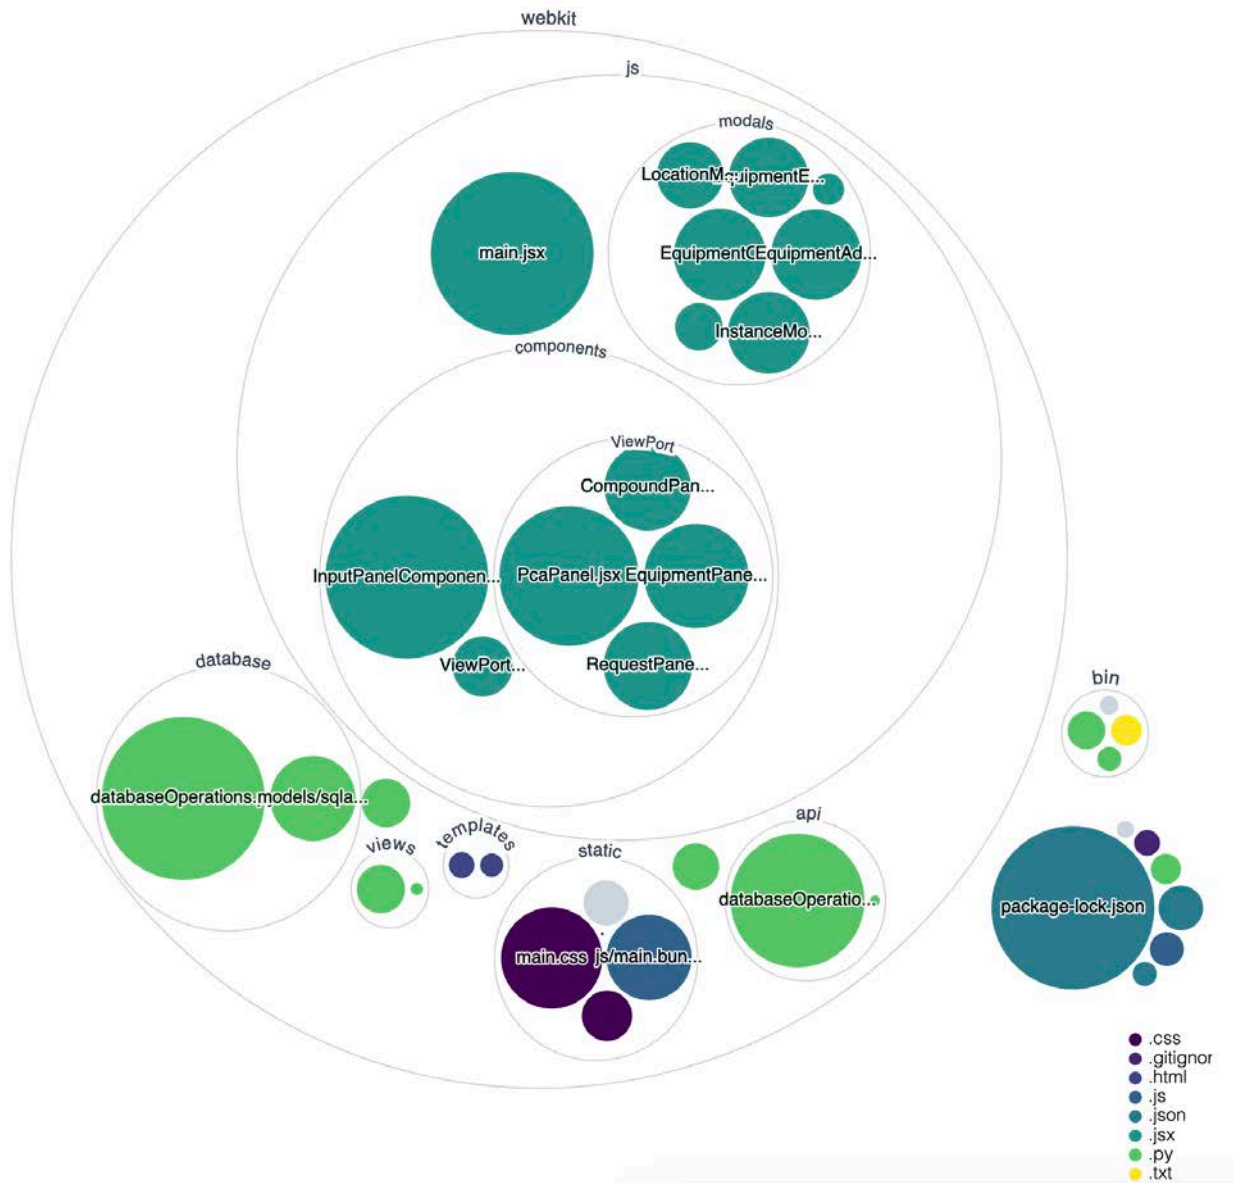 webkit
js
modals
LocationM...
quipmentE...
main.jsx
EquipmentC
EquipmentAd...
InstanceMo...
components
ViewPort
CompoundPan...
InputPanelComponen...
PcaPanel.jsx
EquipmentPane...
ViewPort...
RequestPane...
database
bin
databaseOperations.
models/sqla...
api
views
templates
static
databaseOperatio...
package-lock.json
main.css
js/main.bun...
.css
.gitignor
.html
.js
.json
.jsx
.py
.txt